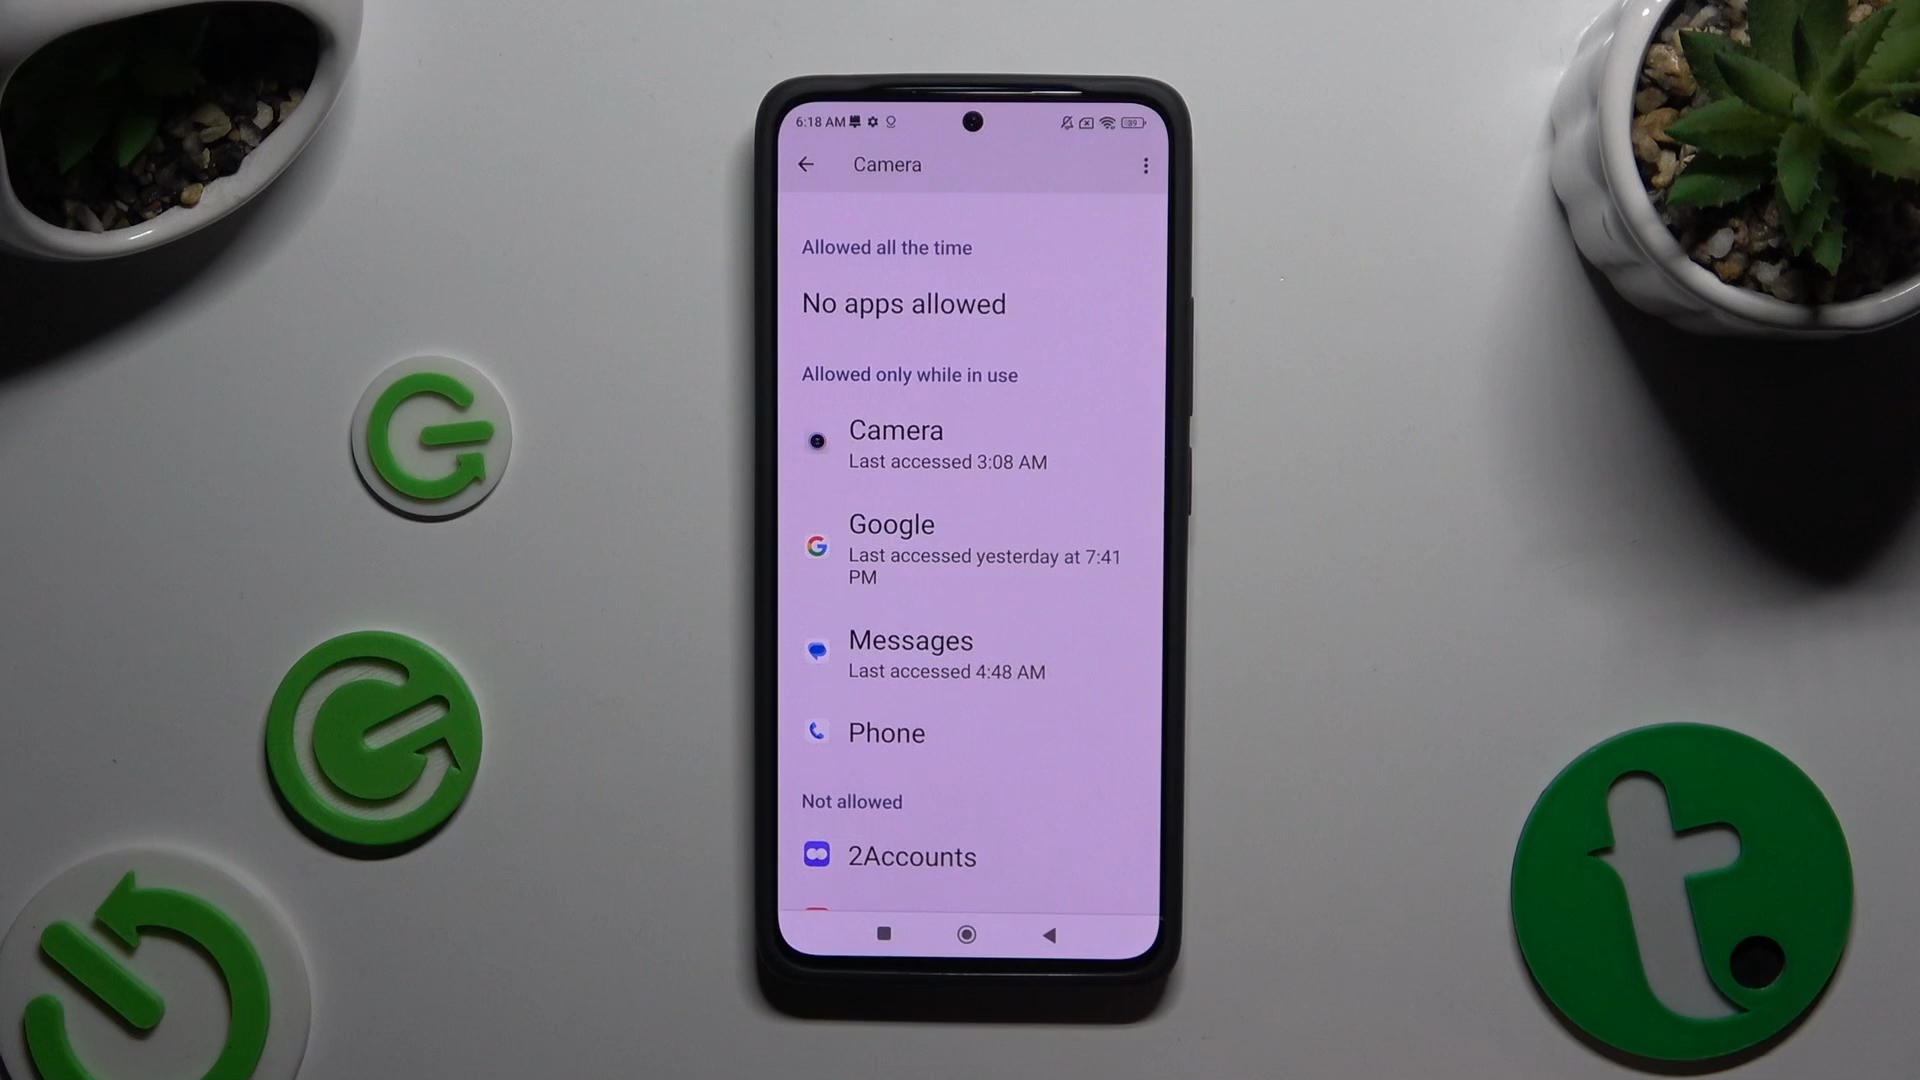 6:18 AM
39
Camera
Allowed all the time
No apps allowed
Allowed only while in use
Camera
Last accessed 3:08 AM
Google
Last accessed yesterday at 7:41
PM
Messages
Last accessed 4:48 AM
Phone
Not allowed
2Accounts